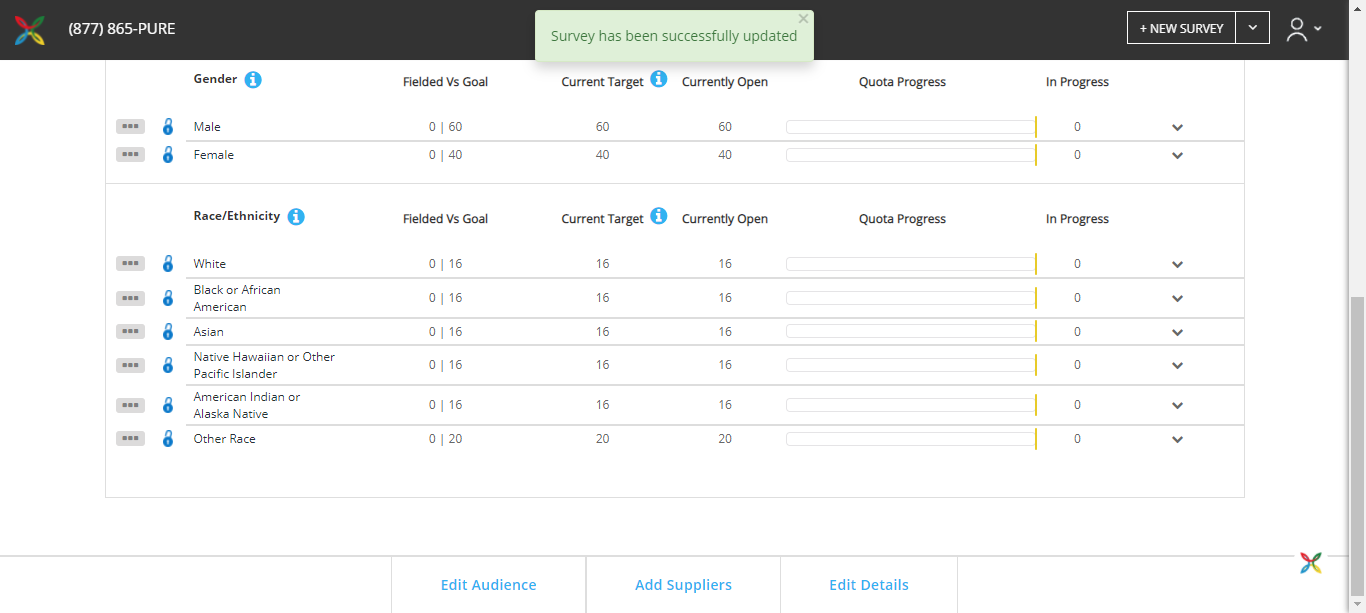 (877) 865-PURE
Survey has been successfully updated
×
+ NEW SURVEY
Gender
Fielded Vs Goal
Current Target
Currently Open
Quota Progress
In Progress
Male 0 | 60 60 60 0
Female 0 | 40 40 40 0
Race/Ethnicity
Fielded Vs Goal
Current Target
Currently Open
Quota Progress
In Progress
White 0 | 16 16 16 0
Black or African
American 0 | 16 16 16 0
Asian 0 | 16 16 16 0
Native Hawaiian or Other
Pacific Islander 0 | 16 16 16 0
American Indian or
Alaska Native 0 | 16 16 16 0
Other Race 0 | 20 20 20 0
Edit Audience
Add Suppliers
Edit Details